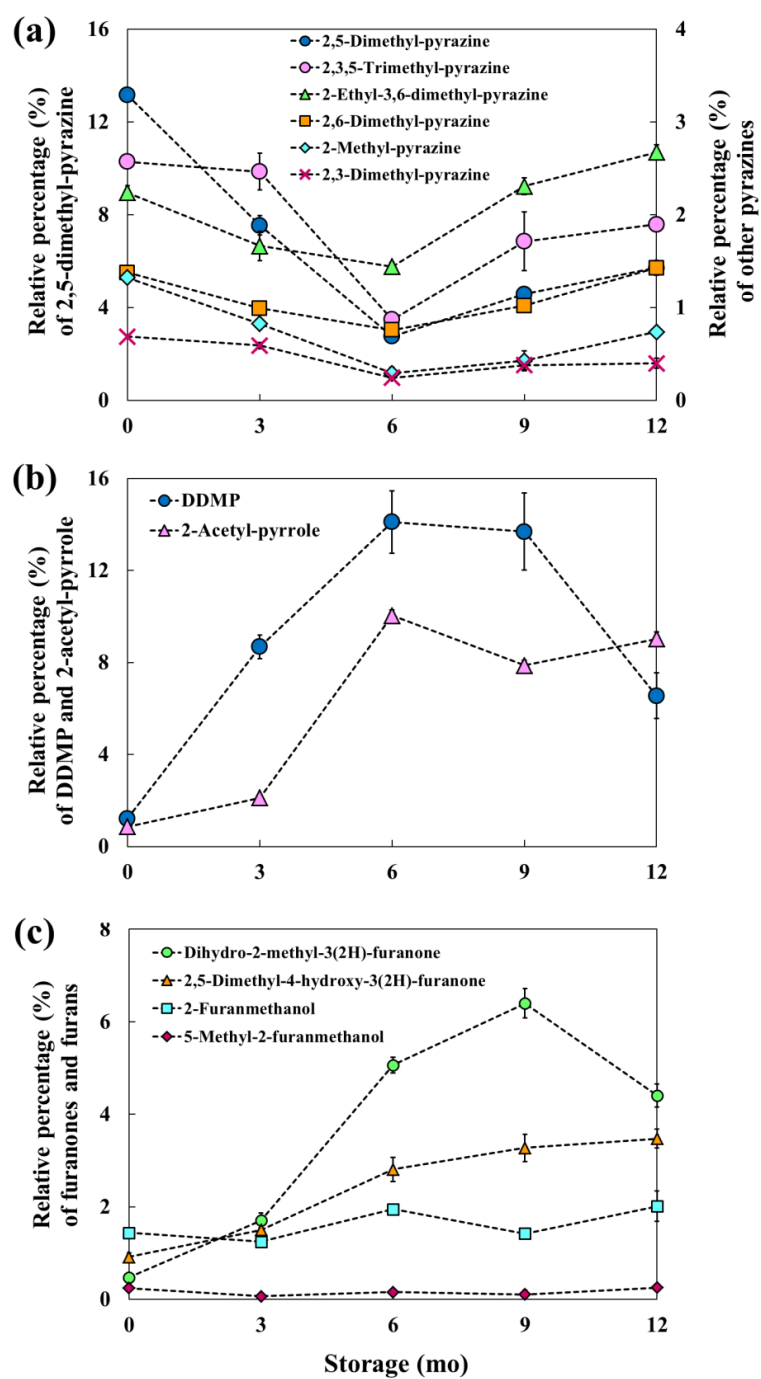 (a)
Relative percentage (%)
of 2,5-dimethyl-pyrazine
16
12
8
4
0
2,5-Dimethyl-pyrazine
2,3,5-Trimethyl-pyrazine
2-Ethyl-3,6-dimethyl-pyrazine
2,6-Dimethyl-pyrazine
2-Methyl-pyrazine
2,3-Dimethyl-pyrazine
4
3
2
1
0
Relative percentage (%)
of other pyrazines
0 3 6 9 12
(b)
Relative percentage (%)
of DDMP and 2-acetyl-pyrrole
16
12
8
4
0
DDMP
2-Acetyl-pyrrole
0 3 6 9 12
(c)
Relative percentage (%)
of furanones and furans
8
6
4
2
0
Dihydro-2-methyl-3(2H)-furanone
2,5-Dimethyl-4-hydroxy-3(2H)-furanone
2-Furanmethanol
5-Methyl-2-furanmethanol
0 3 6 9 12
Storage (mo)